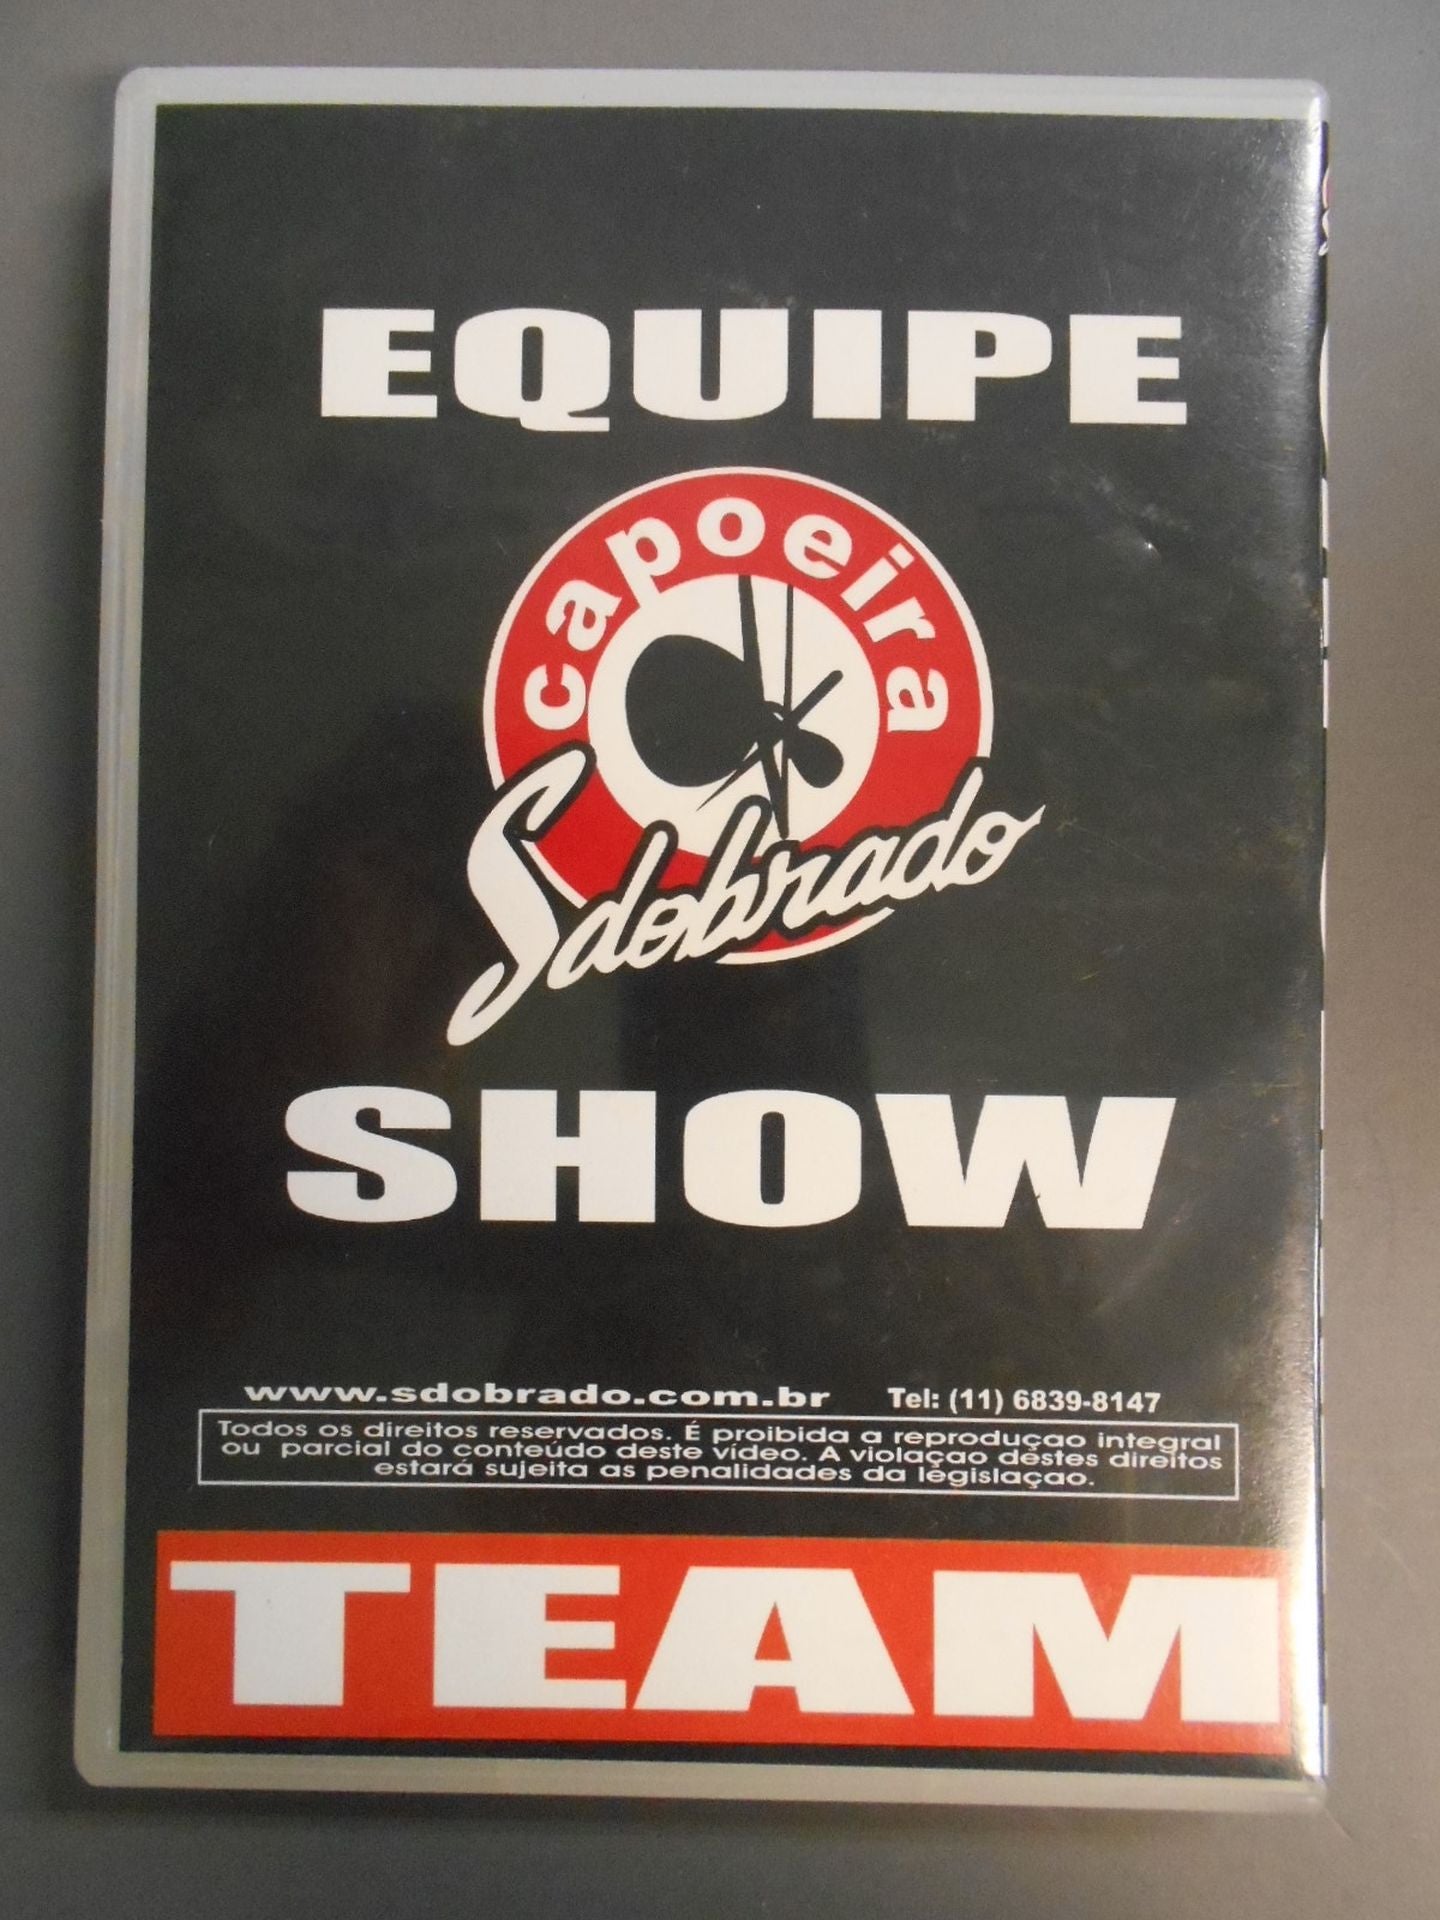 EQUIPE
capoeira
Sdobrado
SHOW
www.sdobrado.com.br Tel: (11) 6839-8147
Todos os direitos reservados. É proibida a reproduçao integral
ou parcial do conteúdo deste vídeo. A violaçao destes direitos
estará sujeita as penalidades da legislaçao.
TEAM